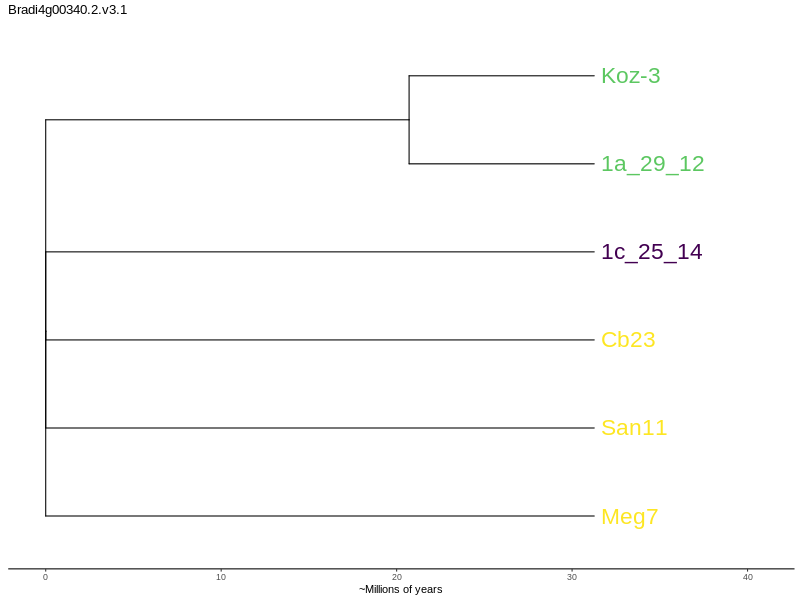 Bradi4g00340.2.v3.1
Koz-3
1a_29_12
1c_25_14
Cb23
San11
Meg7
0 10 20 30 40
~Millions of years